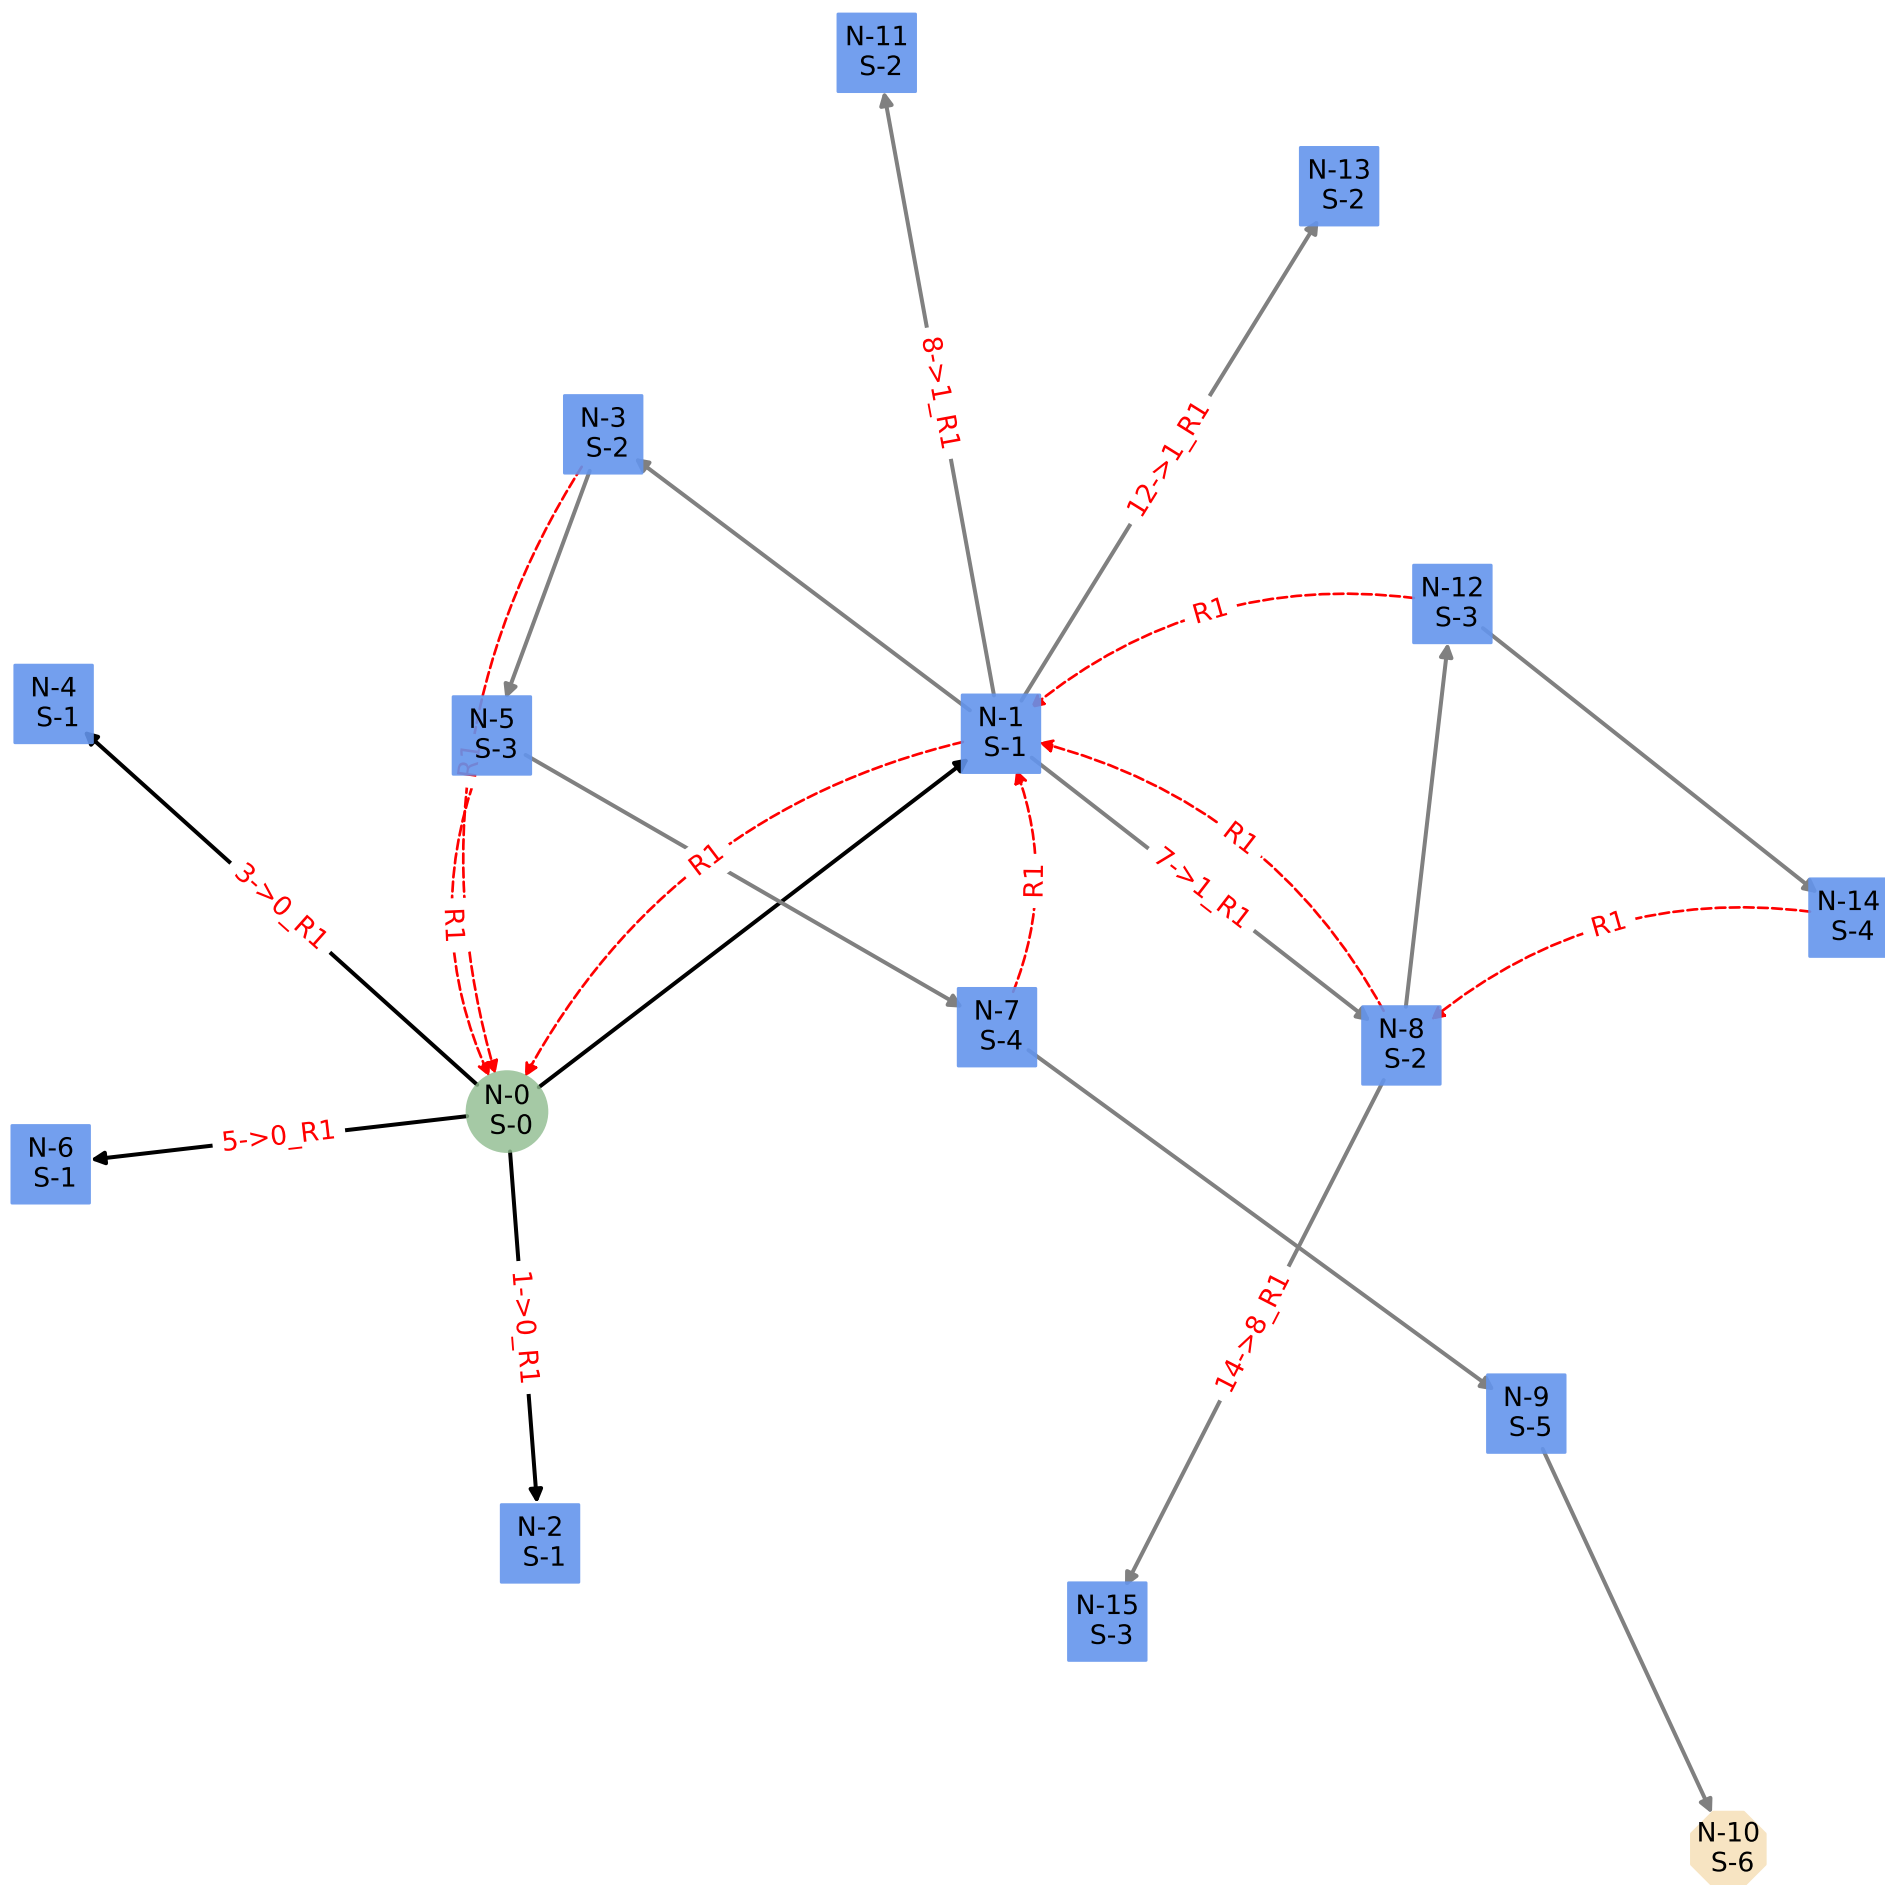 N-11
S-2
N-13
S-2
8->1_R1
12->1_R1
N-3
S-2
N-12
S-3
R1
N-4
S-1
N-5
S-3
R1
N-1
S-1
R1
R1
7->1_R1
R1
3->0_R1
R1
N-14
S-4
R1
N-7
S-4
N-8
S-2
N-0
S-0
5->0_R1
N-6
S-1
1->0_R1
14->8_R1
N-9
S-5
N-2
S-1
N-15
S-3
N-10
S-6